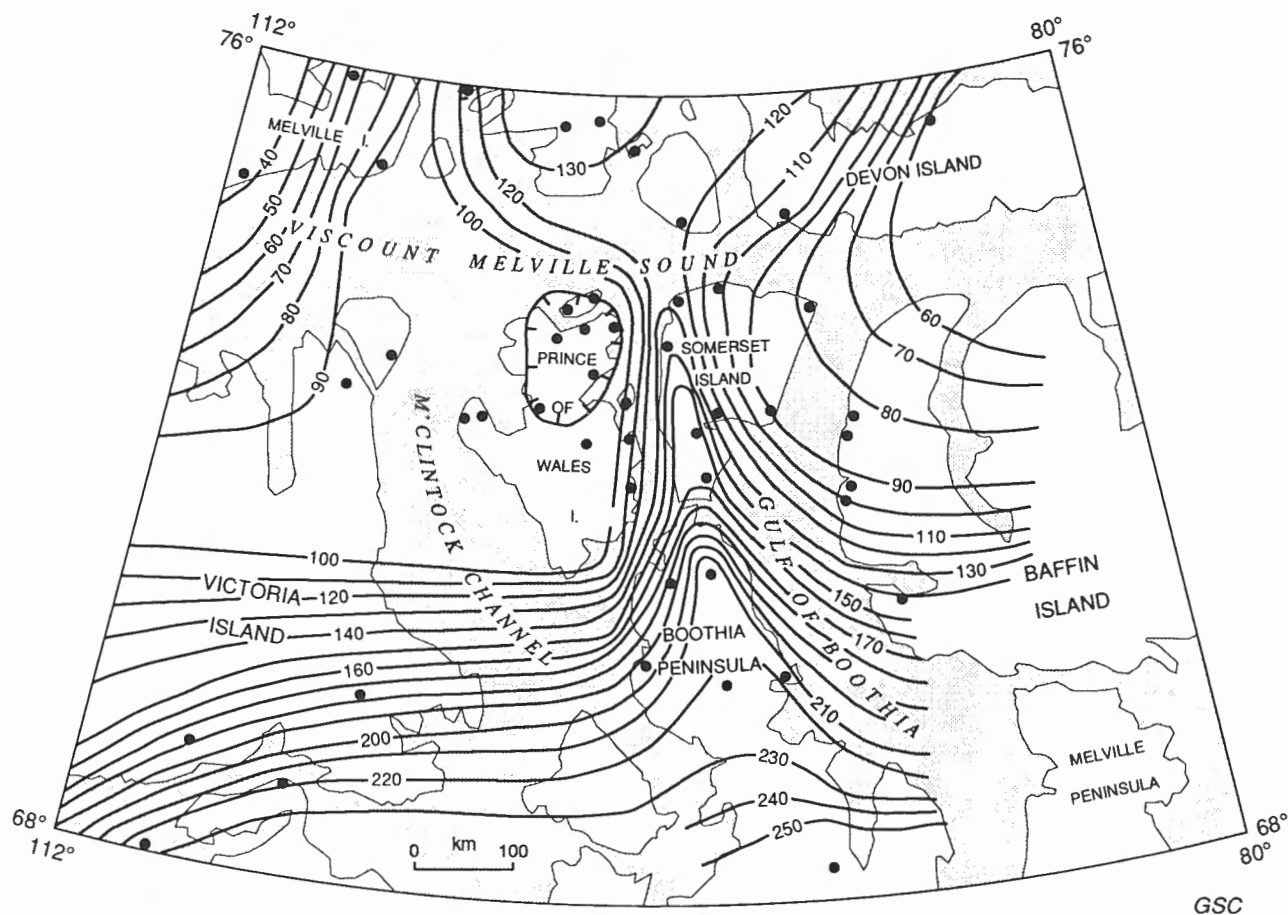 112°
76°
80°
76°
MELVILLE I.
40
50
60
70
80
90
130
120
100
120
110
DEVON ISLAND
VISCOUNT MELVILLE SOUND
60
70
80
90
110
130
150
170
210
PRINCE
OF
WALES
I.
SOMERSET
ISLAND
M'CLINTOCK CHANNEL
GULF OF BOOTHIA
BAFFIN
ISLAND
100
VICTORIA
120
ISLAND
140
160
200
220
BOOTHIA
PENINSULA
230
240
250
MELVILLE
PENINSULA
68°
112°
0 km 100
68°
80°
GSC